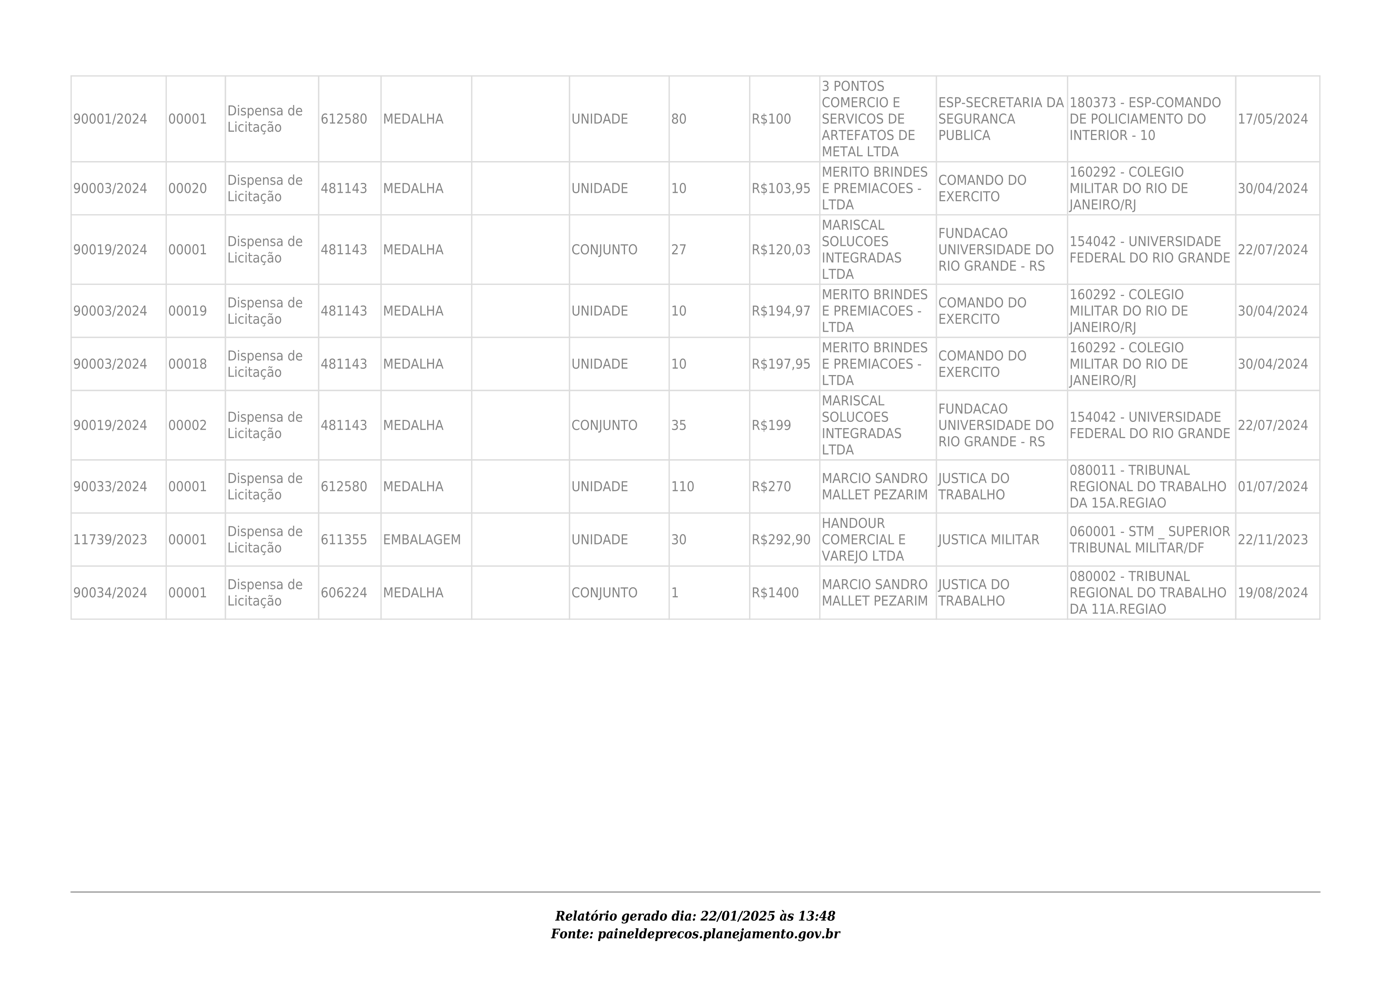 90001/2024 00001 Dispensa de Licitação 612580 MEDALHA UNIDADE 80 R$100 3 PONTOS COMERCIO E SERVICOS DE ARTEFATOS DE METAL LTDA ESP-SECRETARIA DA SEGURANCA PUBLICA 180373 - ESP-COMANDO DE POLICIAMENTO DO INTERIOR - 10 17/05/2024
90003/2024 00020 Dispensa de Licitação 481143 MEDALHA UNIDADE 10 R$103,95 MERITO BRINDES E PREMIACOES - LTDA COMANDO DO EXERCITO 160292 - COLEGIO MILITAR DO RIO DE JANEIRO/RJ 30/04/2024
90019/2024 00001 Dispensa de Licitação 481143 MEDALHA CONJUNTO 27 R$120,03 MARISCAL SOLUCOES INTEGRADAS LTDA FUNDACAO UNIVERSIDADE DO RIO GRANDE - RS 154042 - UNIVERSIDADE FEDERAL DO RIO GRANDE 22/07/2024
90003/2024 00019 Dispensa de Licitação 481143 MEDALHA UNIDADE 10 R$194,97 MERITO BRINDES E PREMIACOES - LTDA COMANDO DO EXERCITO 160292 - COLEGIO MILITAR DO RIO DE JANEIRO/RJ 30/04/2024
90003/2024 00018 Dispensa de Licitação 481143 MEDALHA UNIDADE 10 R$197,95 MERITO BRINDES E PREMIACOES - LTDA COMANDO DO EXERCITO 160292 - COLEGIO MILITAR DO RIO DE JANEIRO/RJ 30/04/2024
90019/2024 00002 Dispensa de Licitação 481143 MEDALHA CONJUNTO 35 R$199 MARISCAL SOLUCOES INTEGRADAS LTDA FUNDACAO UNIVERSIDADE DO RIO GRANDE - RS 154042 - UNIVERSIDADE FEDERAL DO RIO GRANDE 22/07/2024
90033/2024 00001 Dispensa de Licitação 612580 MEDALHA UNIDADE 110 R$270 MARCIO SANDRO MALLET PEZARIM JUSTICA DO TRABALHO 080011 - TRIBUNAL REGIONAL DO TRABALHO DA 15A.REGIAO 01/07/2024
11739/2023 00001 Dispensa de Licitação 611355 EMBALAGEM UNIDADE 30 R$292,90 HANDOUR COMERCIAL E VAREJO LTDA JUSTICA MILITAR 060001 - STM _ SUPERIOR TRIBUNAL MILITAR/DF 22/11/2023
90034/2024 00001 Dispensa de Licitação 606224 MEDALHA CONJUNTO 1 R$1400 MARCIO SANDRO MALLET PEZARIM JUSTICA DO TRABALHO 080002 - TRIBUNAL REGIONAL DO TRABALHO DA 11A.REGIAO 19/08/2024
Relatório gerado dia: 22/01/2025 às 13:48
Fonte: paineldeprecos.planejamento.gov.br